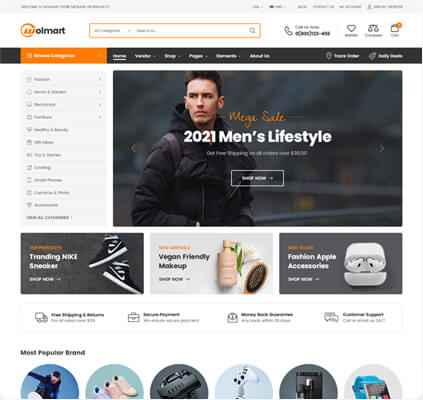 WELCOME TO WOLMART STORE MESSAGE OR REMOVE IT!
USD
ENG
BLOG
CONTACT US
MY ACCOUNT
SIGN IN / REGISTER
Wolmart
All Categories
Search in...
Call Us Now:
0(800)123-456
Wishlist
Compare
Cart
Browse Categories
Home
Vendor
Shop
Pages
Elements
About Us
Track Order
Daily Deals
Fashion
Home & Garden
Electronics
Furniture
Healthy & Beauty
Gift Ideas
Toy & Games
Cooking
Smart Phones
Cameras & Photo
Accessories
VIEW ALL CATEGORIES
Mega Sale
2021 Men's Lifestyle
Get Free Shipping on all orders over $99.00
SHOP NOW
TOP PRODUCTS
Tranding NIKE
Sneaker
SHOP NOW
NEW ARRIVALS
Vegan Friendly
Makeup
SHOP NOW
BEST SELLER
Fashion Apple
Accessories
SHOP NOW
Free Shipping & Returns
For all orders over $99
Secure Payment
We ensure secure payment
Money Back Guarantee
Any back within 30 days
Customer Support
Call or email us 24/7
Most Popular Brand